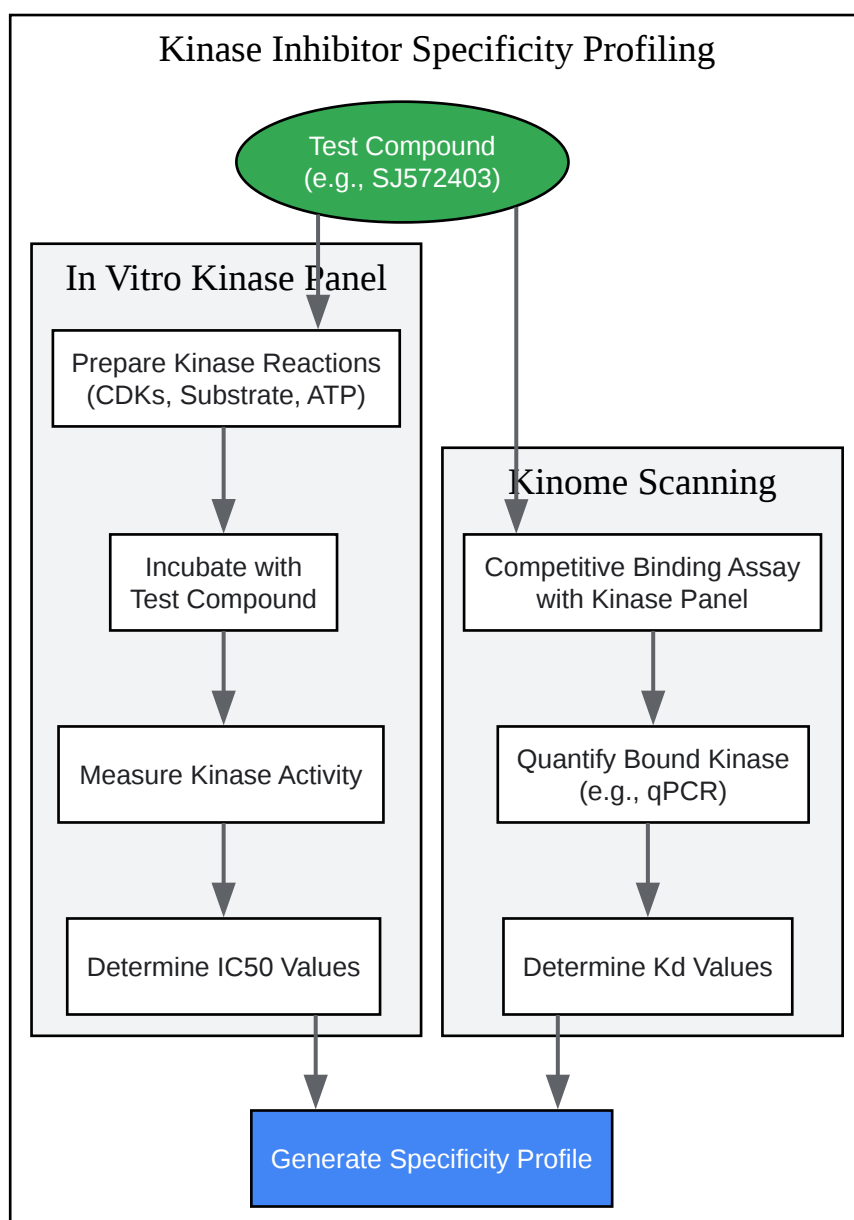 Kinase Inhibitor Specificity Profiling
Test Compound
(e.g., SJ572403)
In Vitro Kinase Panel
Prepare Kinase Reactions
(CDKs, Substrate, ATP)
Incubate with
Test Compound
Measure Kinase Activity
Determine IC50 Values
Kinome Scanning
Competitive Binding Assay
with Kinase Panel
Quantify Bound Kinase
(e.g., qPCR)
Determine Kd Values
Generate Specificity Profile